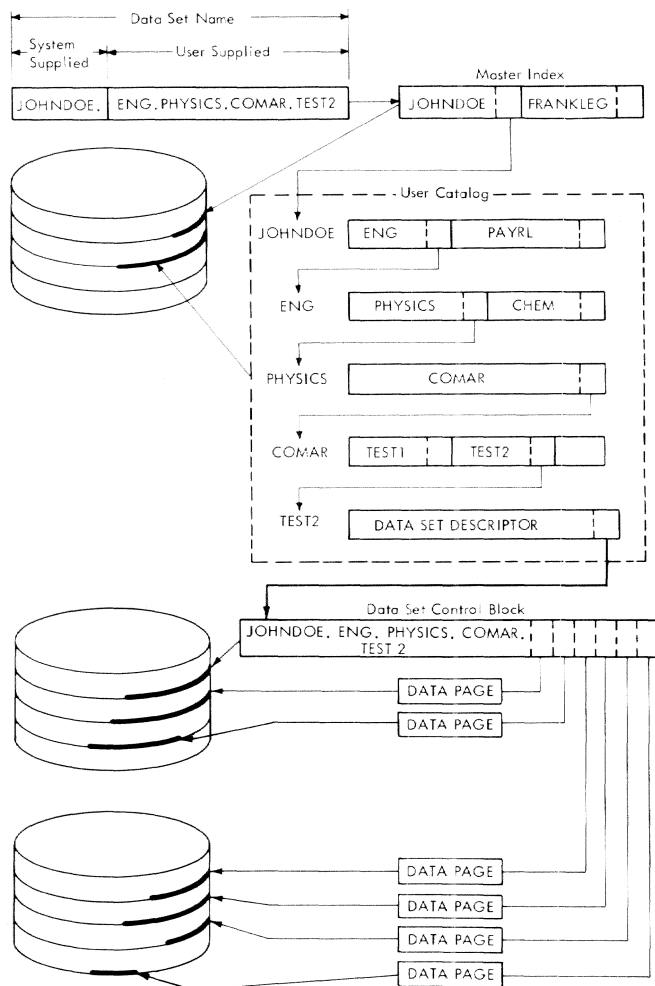 Data Set Name
System
Supplied
User Supplied
Master Index
JOHNDOE.
ENG.PHYSICS.COMAR.TEST2
JOHNDOE
FRANKLEG
User Catalog
JOHNDOE
ENG
PAYRL
ENG
PHYSICS
CHEM
PHYSICS
COMAR
COMAR
TEST1
TEST2
TEST2
DATA SET DESCRIPTOR
Data Set Control Block
JOHNDOE. ENG. PHYSICS. COMAR.
TEST 2
DATA PAGE
DATA PAGE
DATA PAGE
DATA PAGE
DATA PAGE
DATA PAGE